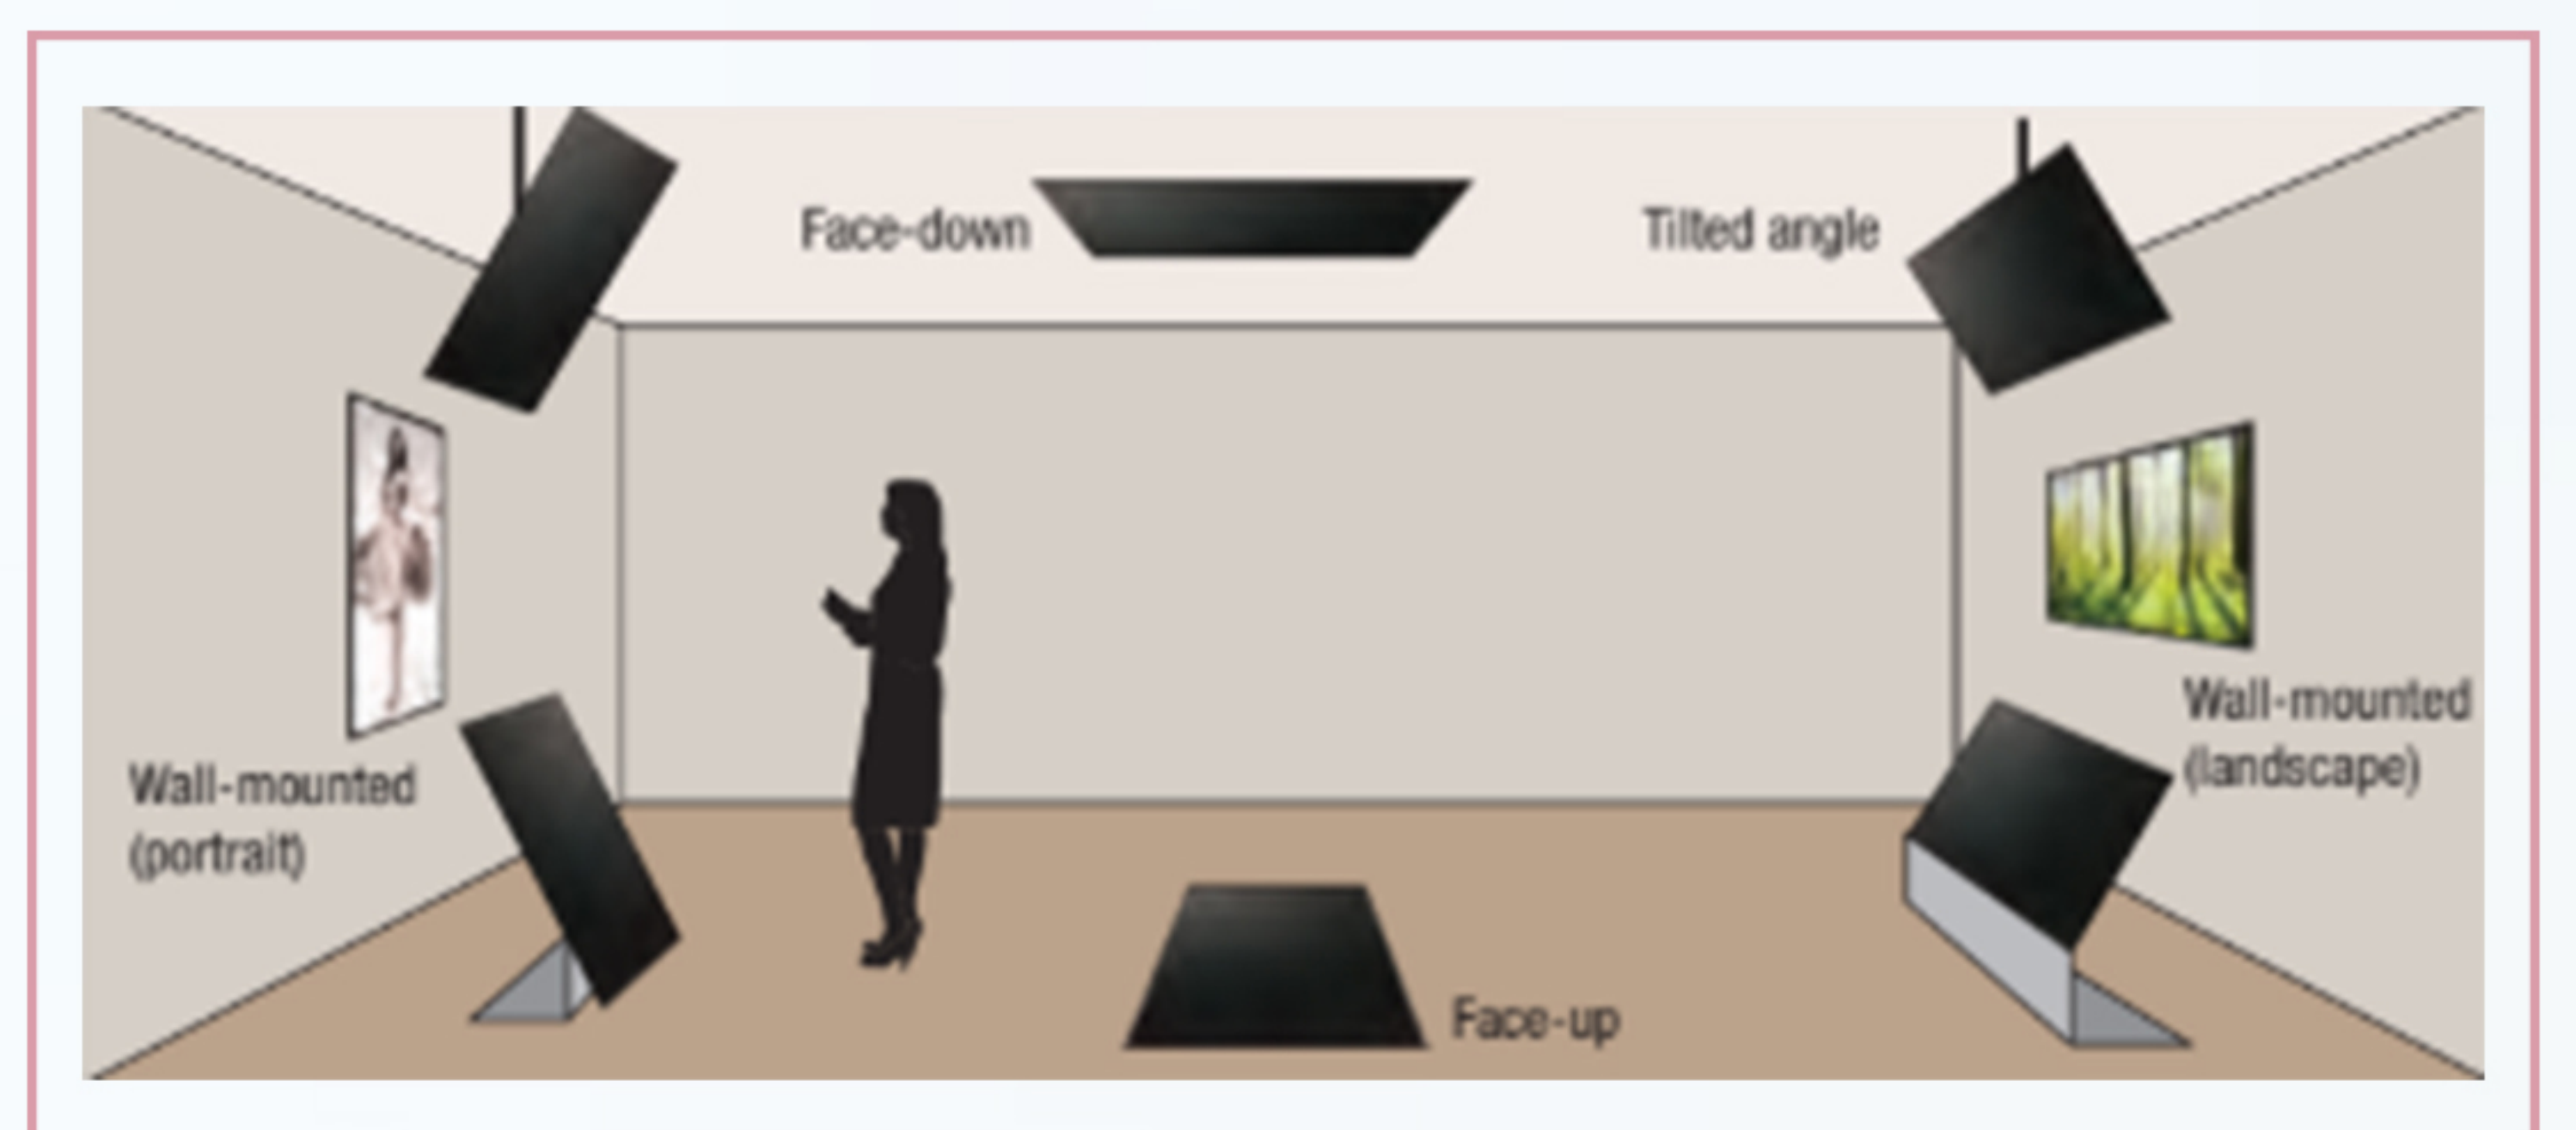 Face-down
Tilted angle
Wall-mounted
(landscape)
Wall-mounted
(portrait)
Face-up